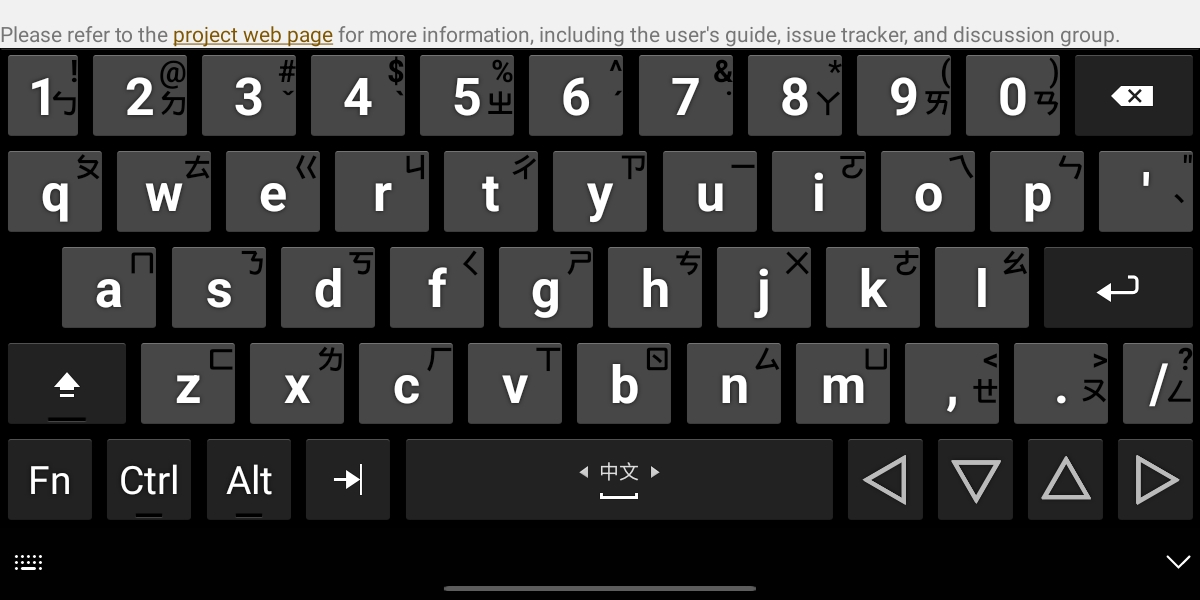 Please refer to the project web page for more information, including the user's guide, issue tracker, and discussion group.
1 ! ㄅ 2 @ ㄉ 3 # ˇ 4 $ ˋ 5 % ㄓ 6 ^ ˊ 7 & ˙ 8 * ㄚ 9 ( ㄞ 0 ) ㄢ
q ㄆ w ㄊ e ㄍ r ㄐ t ㄔ y ㄗ u ㄧ i ㄛ o ㄟ p ㄣ ' " 、
a ㄇ s ㄋ d ㄎ f ㄑ g ㄕ h ㄘ j ㄨ k ㄜ l ㄠ
z ㄈ x ㄌ c ㄏ v ㄒ b ㄖ n ㄙ m ㄩ , < ㄝ . > ㄡ / ? ㄥ
Fn Ctrl Alt 中文